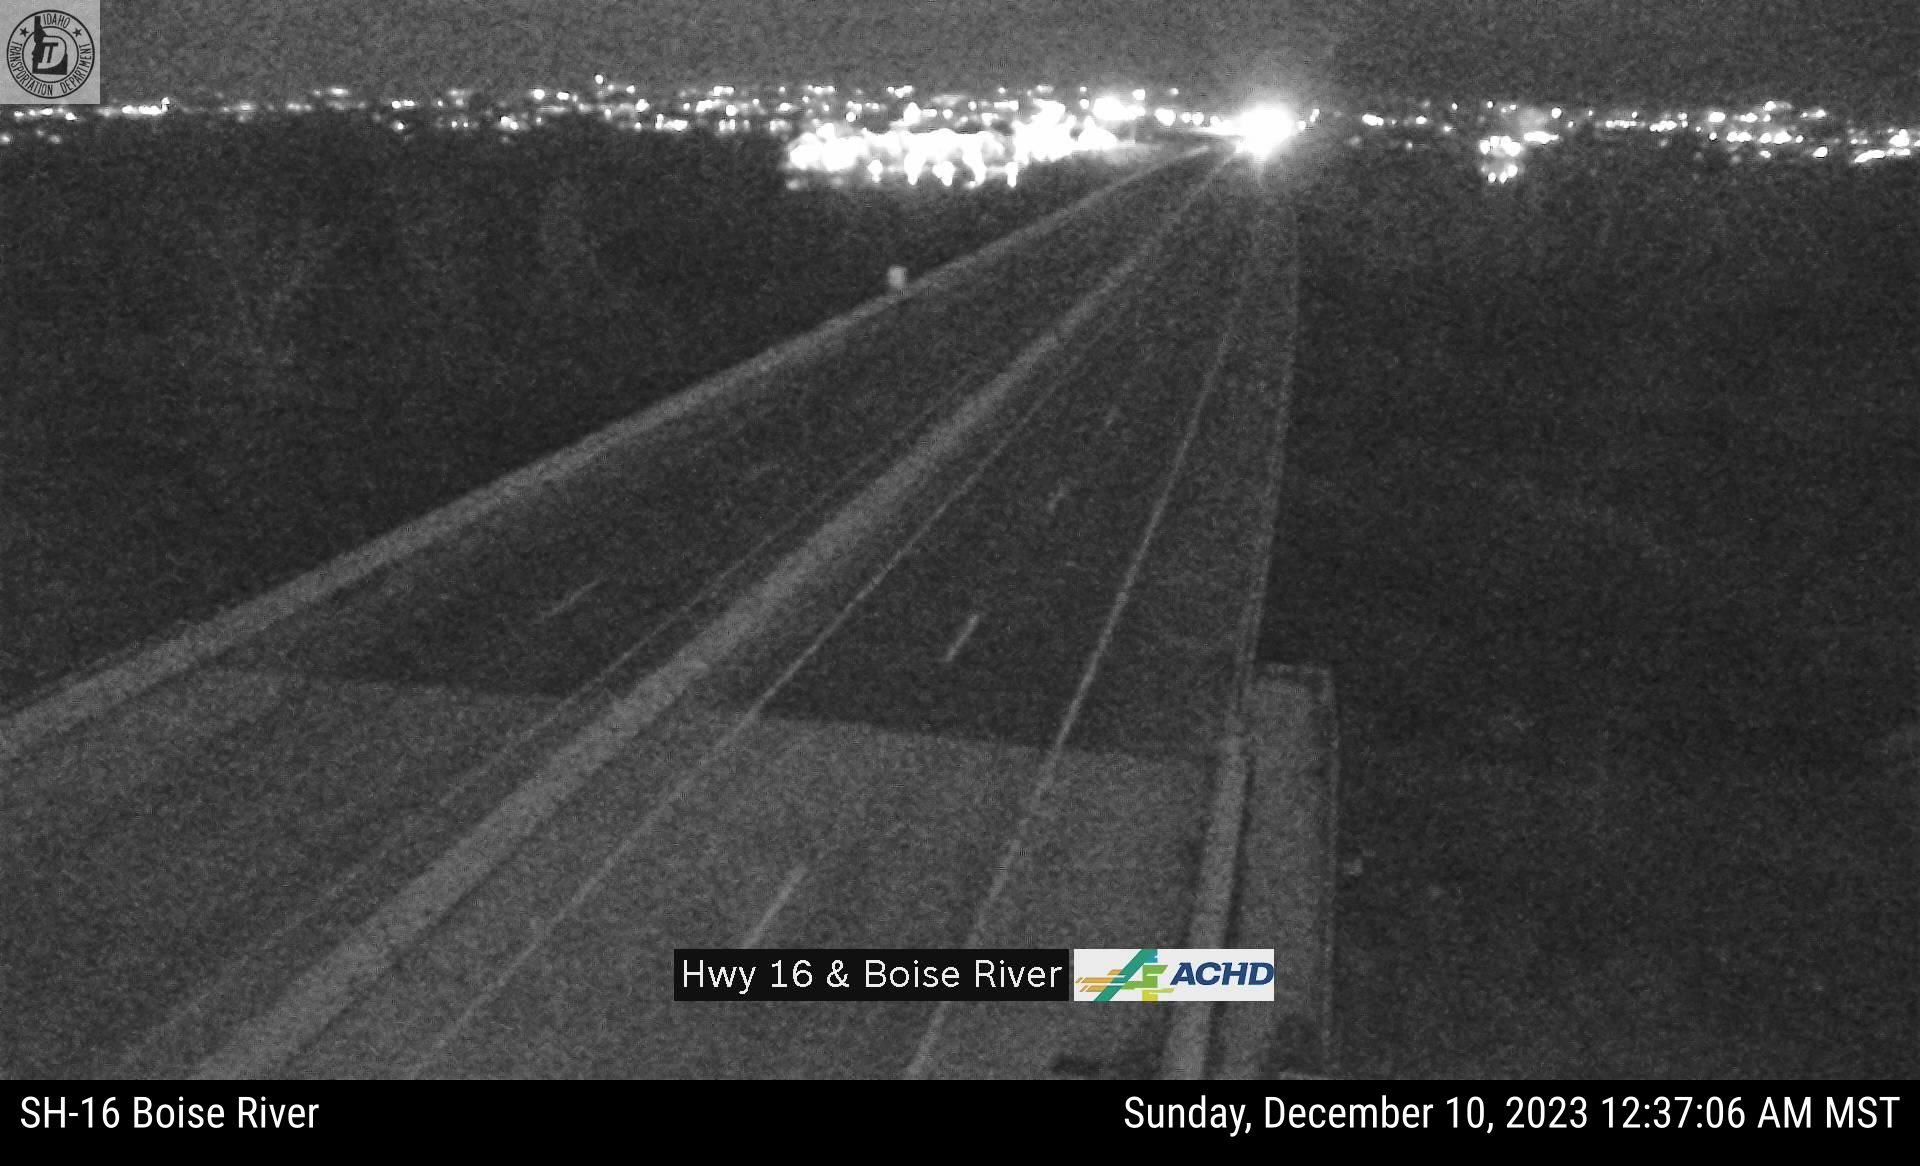 IDAHO
TRANSPORTATION DEPARTMENT
Hwy 16 & Boise River
ACHD
SH-16 Boise River
Sunday, December 10, 2023 12:37:06 AM MST